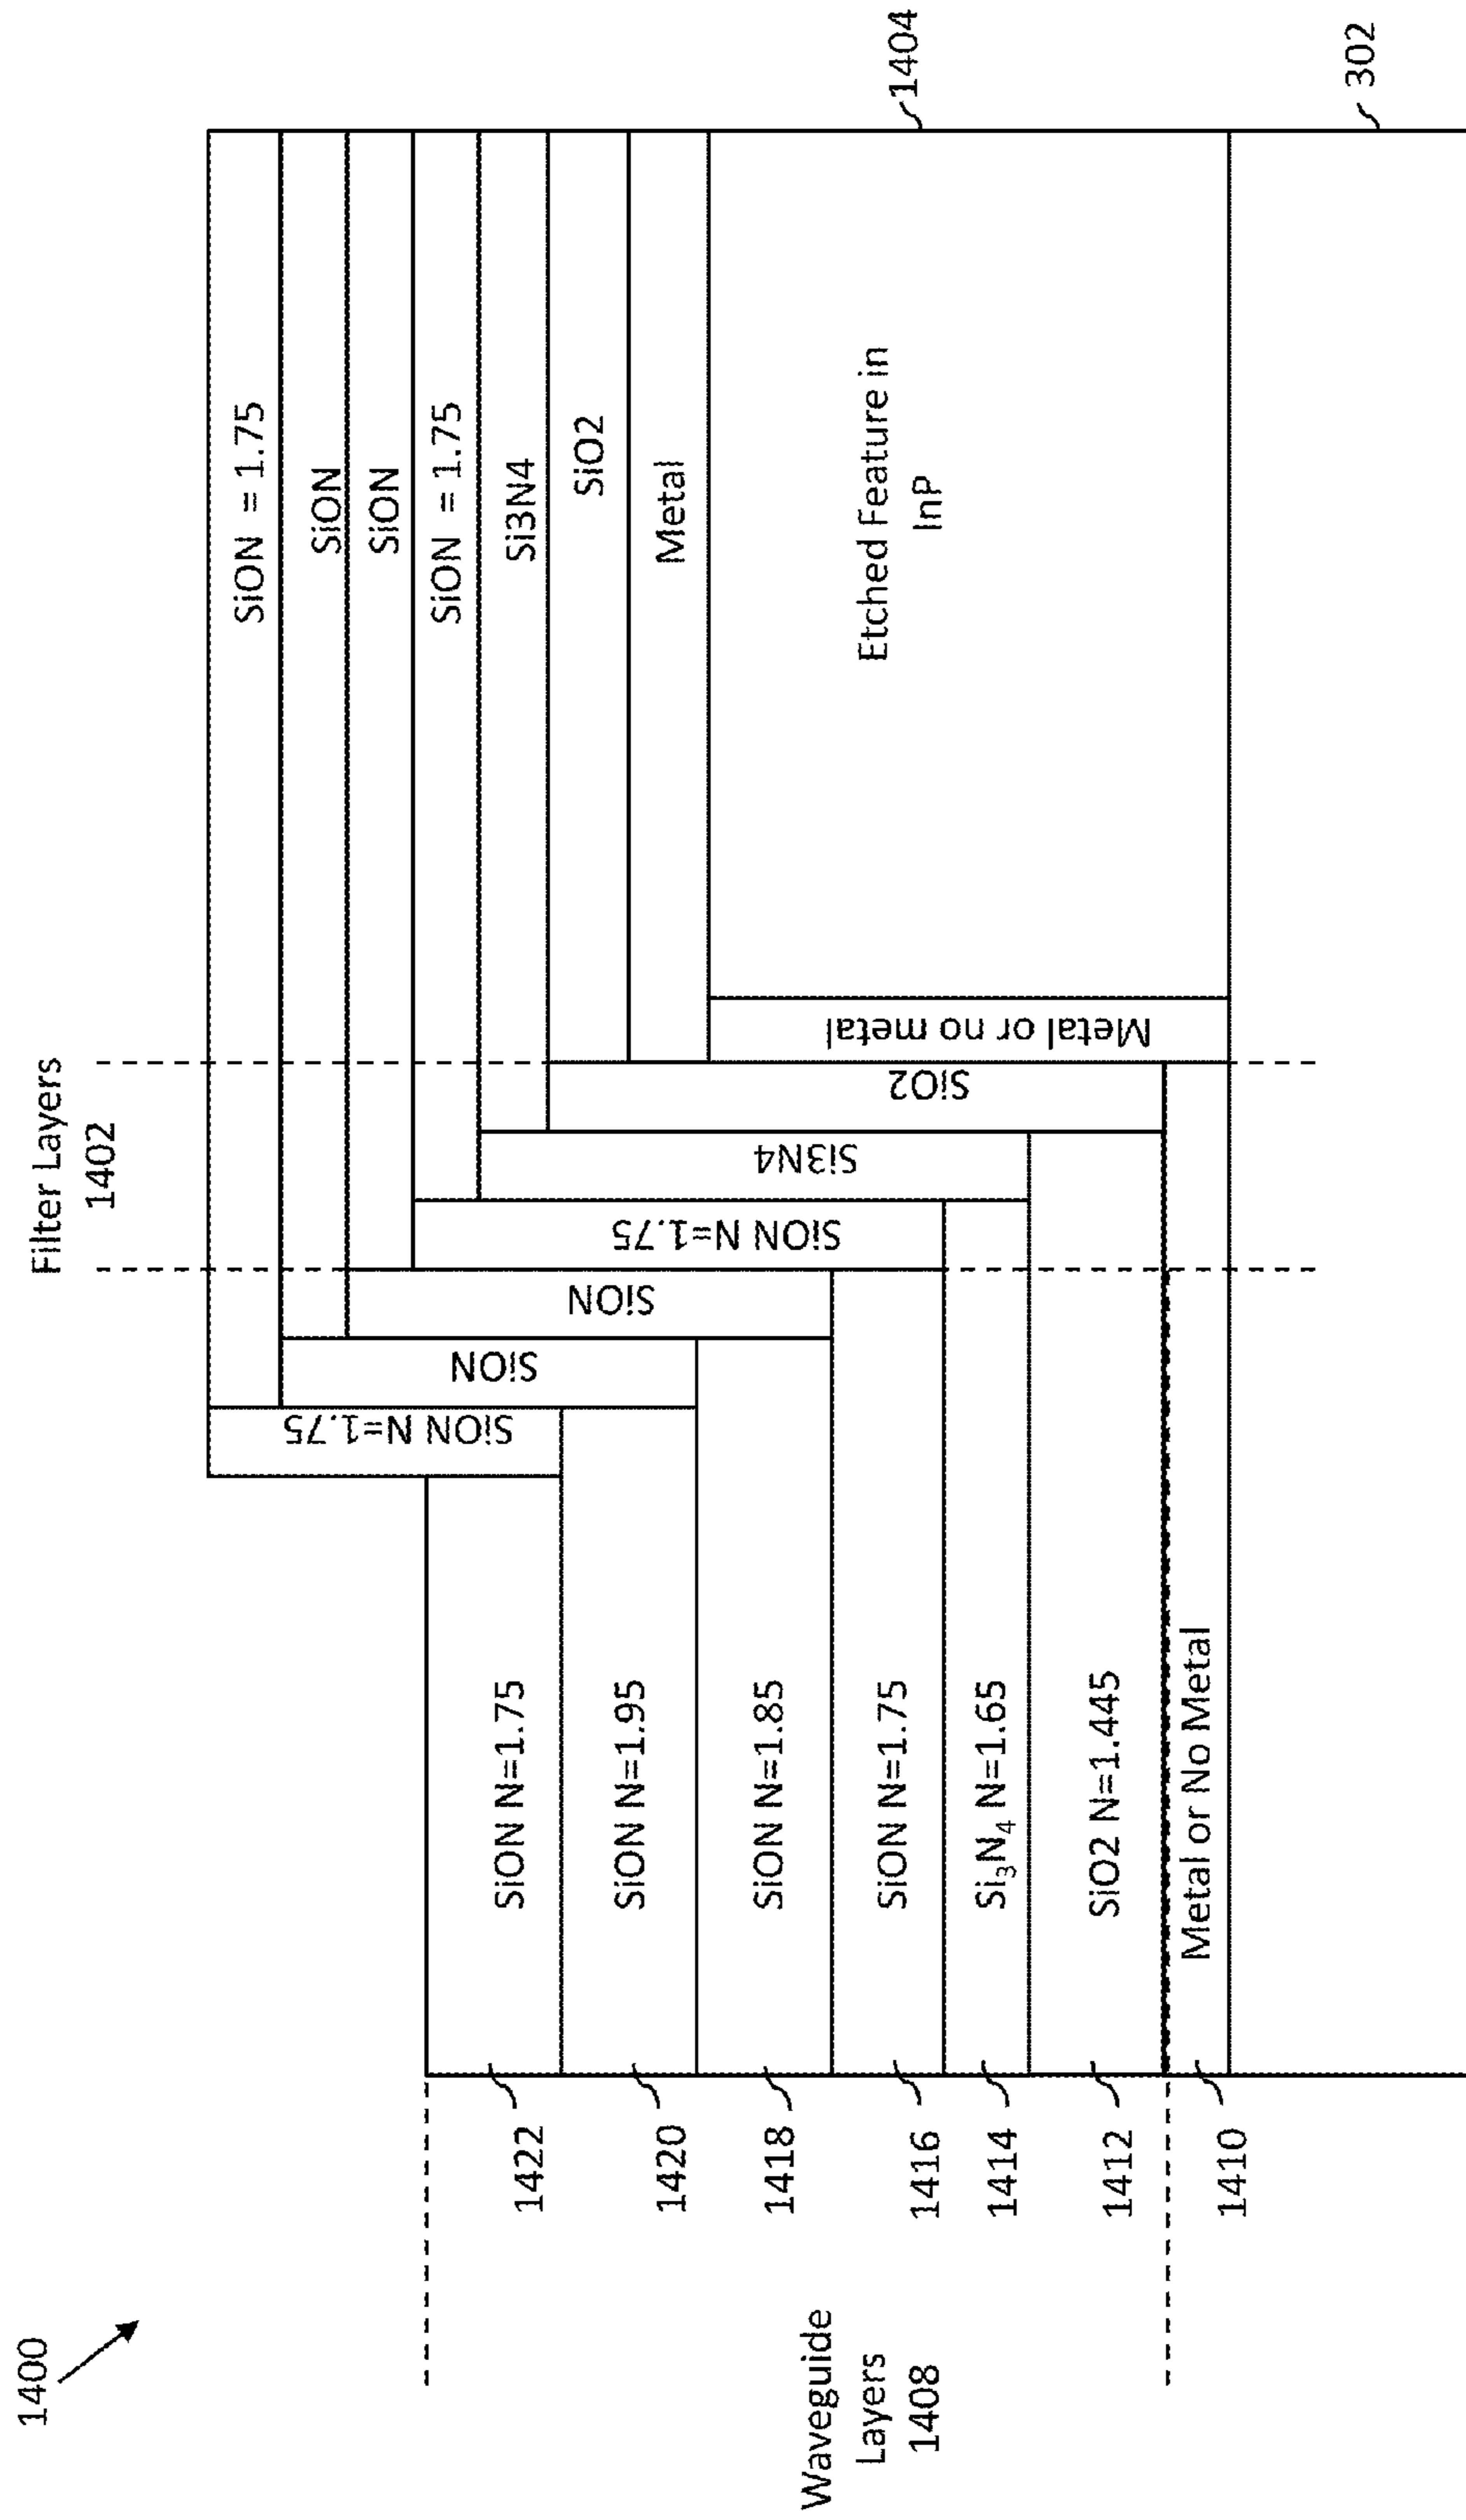 1400
Filter Layers
1402
SiON = 1.75
SiON
SiON
SiON = 1.75
Si3N4
SiO2
Metal
Etched Feature in
InP
1404
302
Metal or no metal
SiO2
Si3N4
SiON N=1.75
SiON
SiON
SiON N=1.75
SiON N=1.75
SiON N=1.95
SiON N=1.85
SiON N=1.75
Si₃N₄ N=1.65
SiO2 N=1.445
Metal or No Metal
1422
1420
1418
1416
1414
1412
1410
Waveguide
Layers
1408